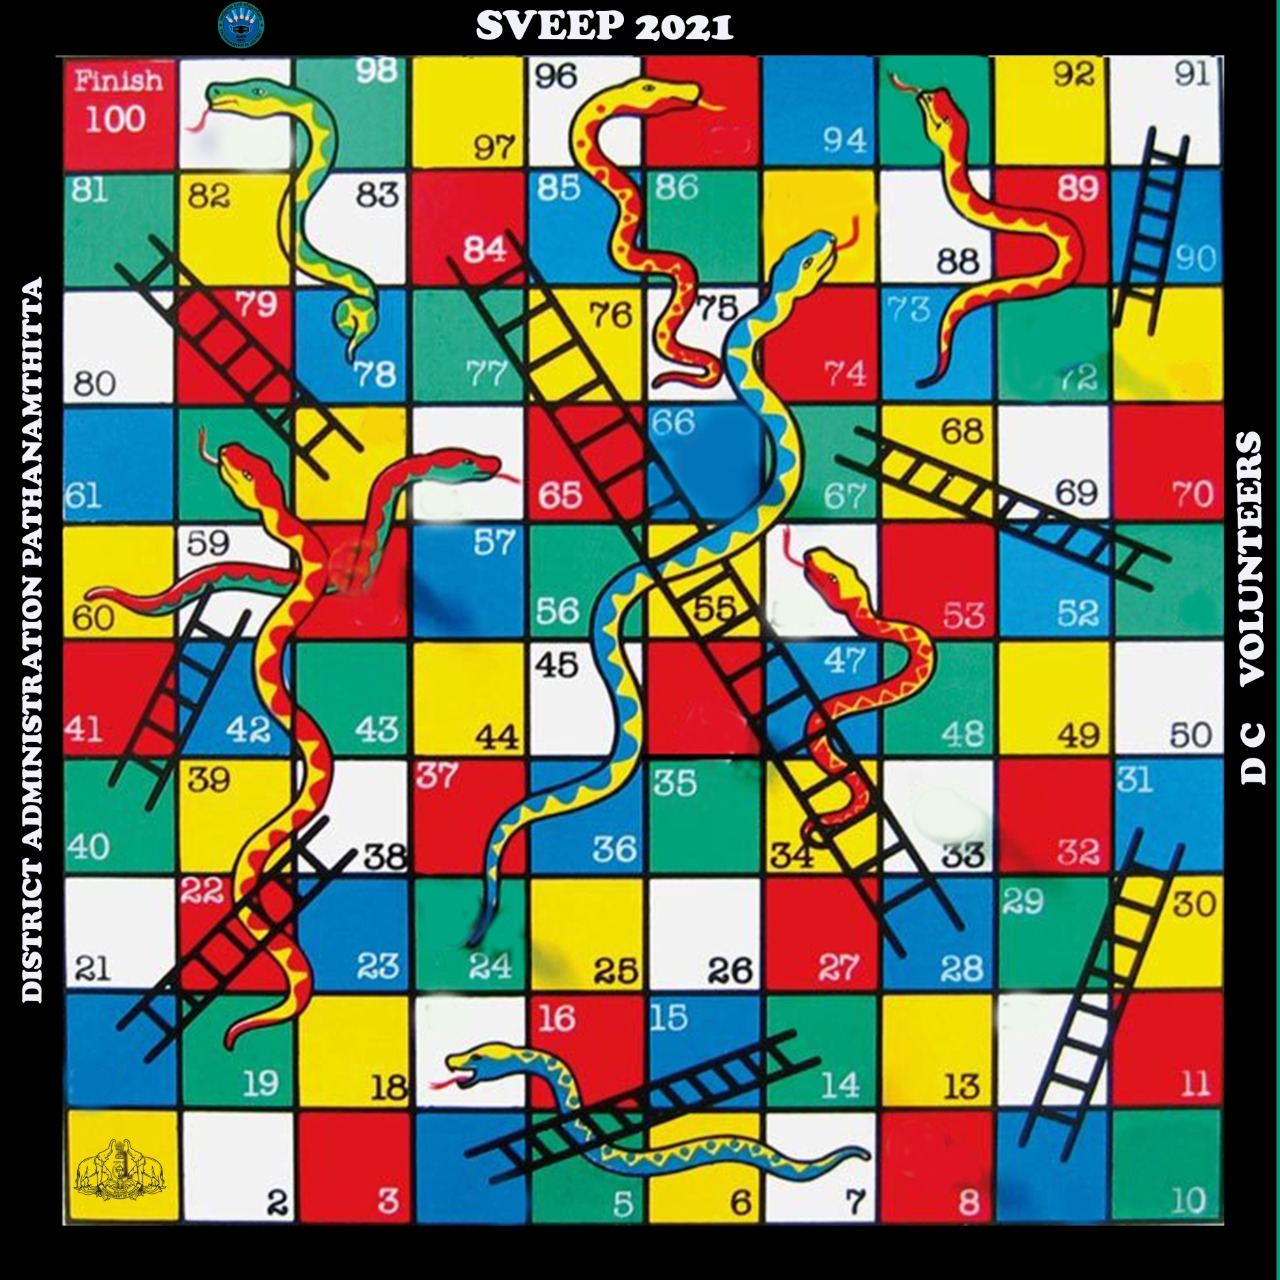 SVEEP 2021
DISTRICT ADMINISTRATION PATHANAMTHITTA
D C VOLUNTEERS
Finish 98 97 96 94 92 91
100
81 82 83 84 85 86 88 89 90
80 79 78 77 76 75 74 73 72
61 65 66 67 68 69 70
60 59 57 56 55 53 52
41 42 43 44 45 47 48 49 50
40 39 38 37 36 35 34 33 32 31
21 22 23 24 25 26 27 28 29 30
19 18 16 15 14 13 11
2 3 5 6 7 8 10